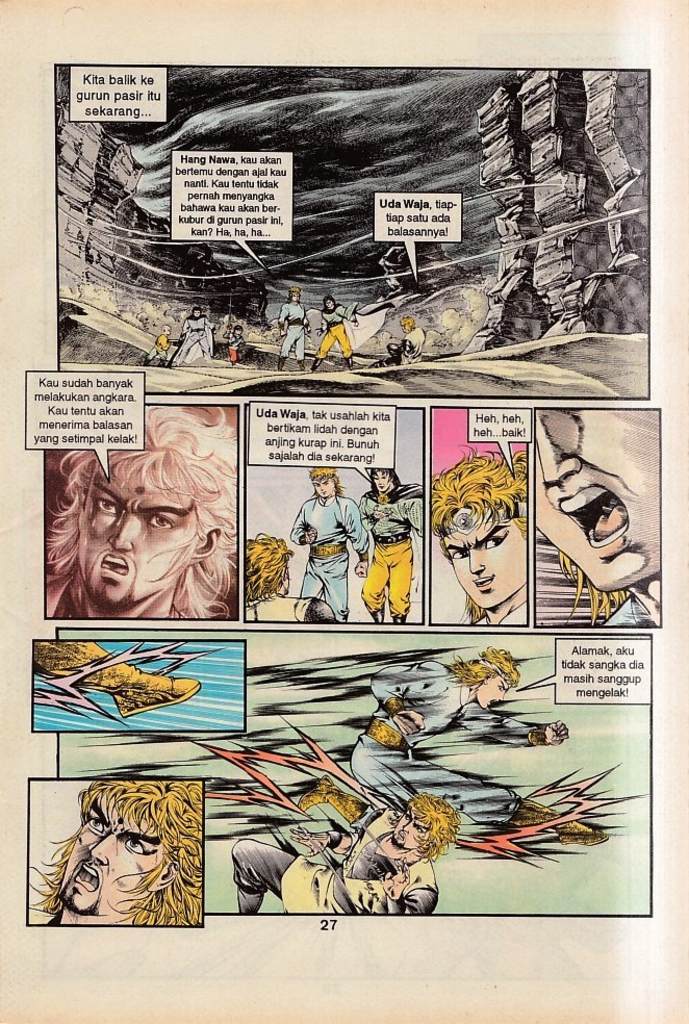 Kita balik ke
gurun pasir itu
sekarang...
Hang Nawa, kau akan
bertemu dengan ajal kau
nanti. Kau tentu tidak
pernah menyangka
bahawa kau akan ber-
kubur di gurun pasir ini,
kan? Ha, ha, ha...
Uda Waja, tiap-
tiap satu ada
balasannya!
Kau sudah banyak
melakukan angkara.
Kau tentu akan
menerima balasan
yang setimpal kelak!
Uda Waja, tak usahlah kita
bertikam lidah dengan
anjing kurap ini. Bunuh
sajalah dia sekarang!
Heh, heh,
heh...baik!
Alamak, aku
tidak sangka dia
masih sanggup
mengelak!
27